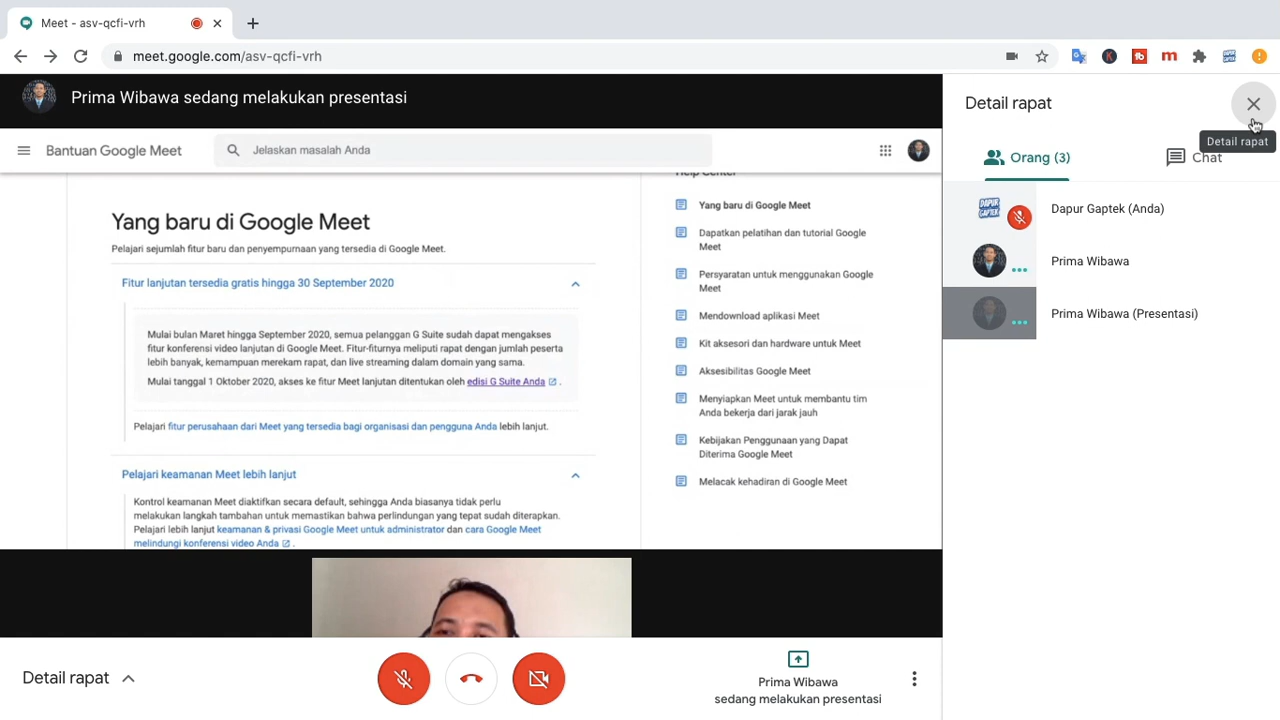 Meet - asv-qcfi-vrh
meet.google.com/asv-qcfi-vrh
Prima Wibawa sedang melakukan presentasi
Bantuan Google Meet
Jelaskan masalah Anda
Yang baru di Google Meet
Pelajari sejumlah fitur baru dan penyempurnaan yang tersedia di Google Meet.
Fitur lanjutan tersedia gratis hingga 30 September 2020
Mulai bulan Maret hingga September 2020, semua pelanggan G Suite sudah dapat mengakses
fitur konferensi video lanjutan di Google Meet. Fitur-fiturnya meliputi rapat dengan jumlah peserta
lebih banyak, kemampuan merekam rapat, dan live streaming dalam domain yang sama.
Mulai tanggal 1 Oktober 2020, akses ke fitur Meet lanjutan ditentukan oleh edisi G Suite Anda .
Pelajari fitur perusahaan dari Meet yang tersedia bagi organisasi dan pengguna Anda lebih lanjut.
Pelajari keamanan Meet lebih lanjut
Kontrol keamanan Meet diaktifkan secara default, sehingga Anda biasanya tidak perlu
melakukan langkah tambahan untuk memastikan bahwa perlindungan yang tepat sudah diterapkan.
Pelajari lebih lanjut keamanan & privasi Google Meet untuk administrator dan cara Google Meet
melindungi konferensi video Anda .
Help Center
Yang baru di Google Meet
Dapatkan pelatihan dan tutorial Google
Meet
Persyaratan untuk menggunakan Google
Meet
Mendownload aplikasi Meet
Kit aksesori dan hardware untuk Meet
Aksesibilitas Google Meet
Menyiapkan Meet untuk membantu tim
Anda bekerja dari jarak jauh
Kebijakan Penggunaan yang Dapat
Diterima Google Meet
Melacak kehadiran di Google Meet
Detail rapat
Detail rapat
Orang (3)
Chat
DAPUR
GAPTEK
Dapur Gaptek (Anda)
Prima Wibawa
Prima Wibawa (Presentasi)
Detail rapat
Prima Wibawa
sedang melakukan presentasi